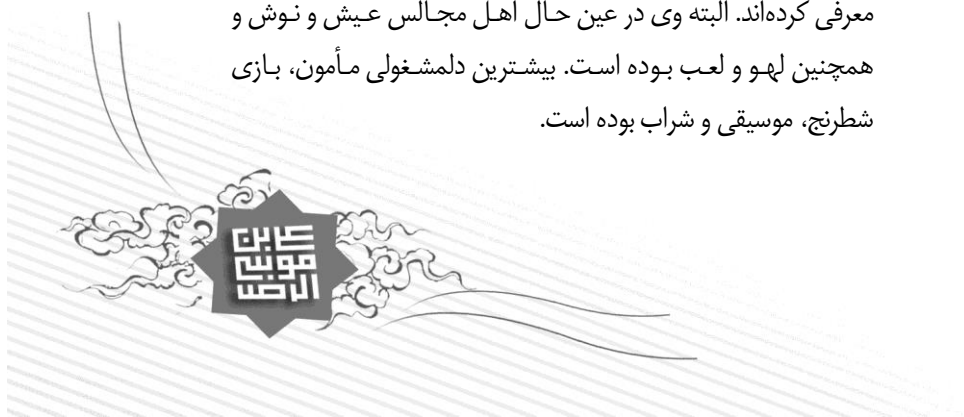 معرفی کرده‌اند. البته وی در عین حال اهل مجالس عیش و نوش و
همچنین لهو و لعب بوده است. بیشترین دلمشغولی مأمون، بازی
شطرنج، موسیقی و شراب بوده است.